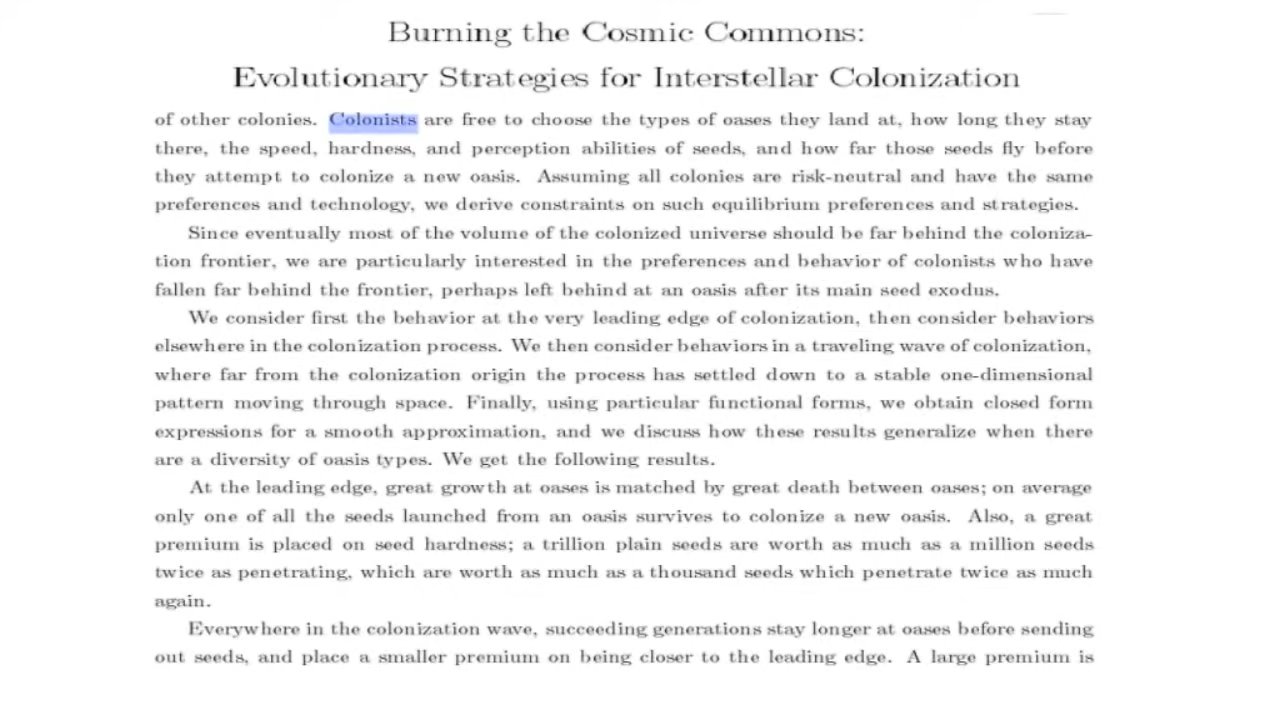 Burning the Cosmic Commons:
Evolutionary Strategies for Interstellar Colonization
of other colonies. Colonists are free to choose the types of oases they land at, how long they stay
there, the speed, hardness, and perception abilities of seeds, and how far those seeds fly before
they attempt to colonize a new oasis. Assuming all colonies are risk-neutral and have the same
preferences and technology, we derive constraints on such equilibrium preferences and strategies.
Since eventually most of the volume of the colonized universe should be far behind the coloniza-
tion frontier, we are particularly interested in the preferences and behavior of colonists who have
fallen far behind the frontier, perhaps left behind at an oasis after its main seed exodus.
We consider first the behavior at the very leading edge of colonization, then consider behaviors
elsewhere in the colonization process. We then consider behaviors in a traveling wave of colonization,
where far from the colonization origin the process has settled down to a stable one-dimensional
pattern moving through space. Finally, using particular functional forms, we obtain closed form
expressions for a smooth approximation, and we discuss how these results generalize when there
are a diversity of oasis types. We get the following results.
At the leading edge, great growth at oases is matched by great death between oases; on average
only one of all the seeds launched from an oasis survives to colonize a new oasis. Also, a great
premium is placed on seed hardness; a trillion plain seeds are worth as much as a million seeds
twice as penetrating, which are worth as much as a thousand seeds which penetrate twice as much
again.
Everywhere in the colonization wave, succeeding generations stay longer at oases before sending
out seeds, and place a smaller premium on being closer to the leading edge. A large premium is